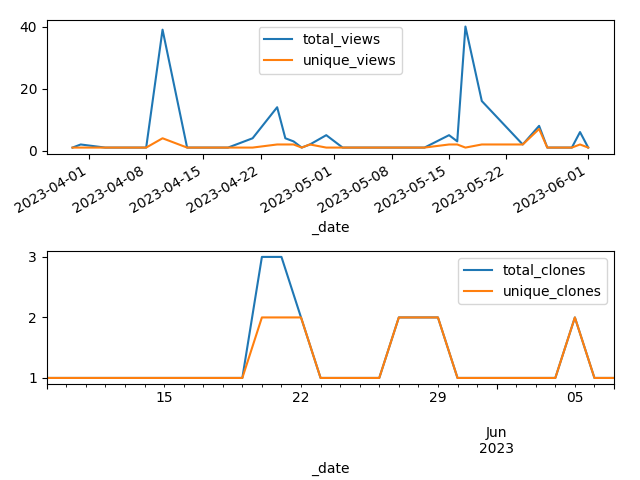 40
20
0
total_views
unique_views
2023-04-01
2023-04-08
2023-04-15
2023-04-22
2023-05-01
2023-05-08
2023-05-15
2023-05-22
2023-06-01
_date
3
2
1
total_clones
unique_clones
15
22
29
05
Jun
2023
_date